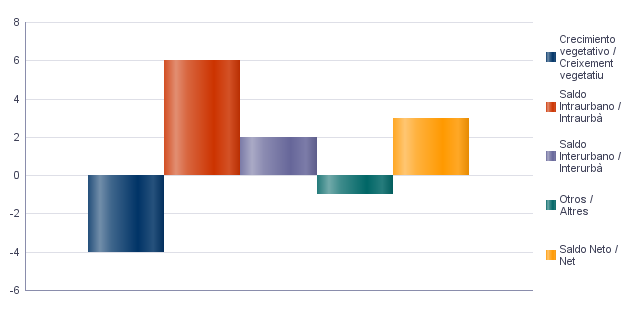 8
6
4
2
0
-2
-4
-6
Crecimiento
vegetativo /
Creixement
vegetatiu
Saldo
Intraurbano /
Intraurbà
Saldo
Interurbano /
Interurbà
Otros /
Altres
Saldo Neto /
Net